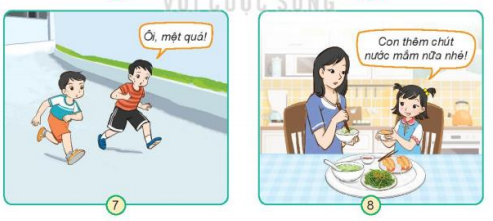 VỚI CUỘC SỐNG
Ôi, mệt quá!
Con thêm chút
nước mắm nữa nhé!
7
8